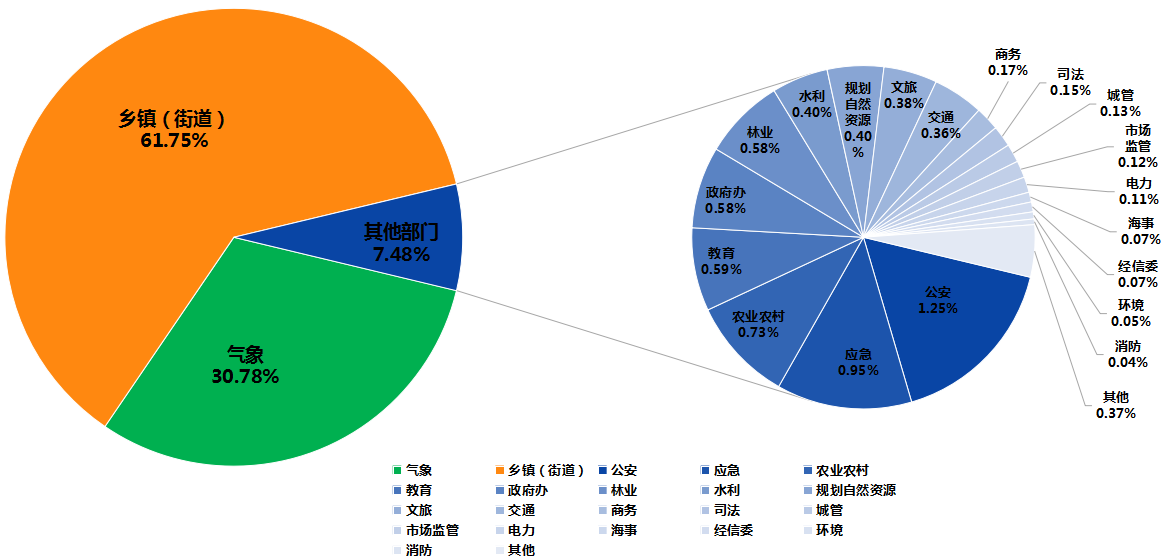 乡镇（街道）
61.75%
其他部门
7.48%
气象
30.78%
水利
0.40%
规划
自然
资源
0.40
%
文旅
0.38%
交通
0.36%
商务
0.17%
司法
0.15%
城管
0.13%
市场
监管
0.12%
电力
0.11%
海事
0.07%
经信委
0.07%
环境
0.05%
消防
0.04%
其他
0.37%
林业
0.58%
政府办
0.58%
教育
0.59%
农业农村
0.73%
应急
0.95%
公安
1.25%
气象 乡镇（街道） 公安 应急 农业农村
教育 政府办 林业 水利 规划自然资源
文旅 交通 商务 司法 城管
市场监管 电力 海事 经信委 环境
消防 其他